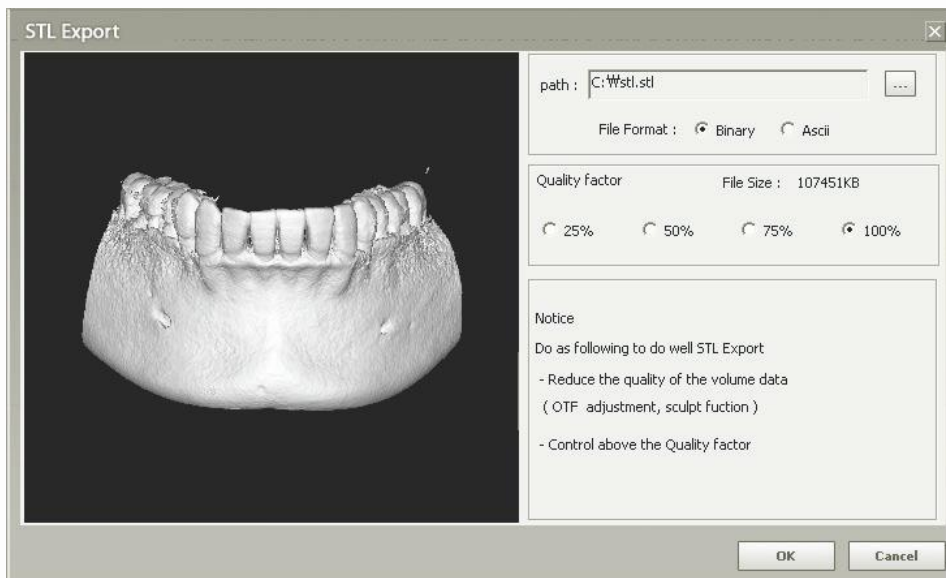 STL Export
path : C:₩stl.stl ...
File Format : Binary Ascii
Quality factor File Size : 107451KB
25% 50% 75% 100%
Notice
Do as following to do well STL Export
- Reduce the quality of the volume data
( OTF adjustment, sculpt fuction )
- Control above the Quality factor
OK Cancel